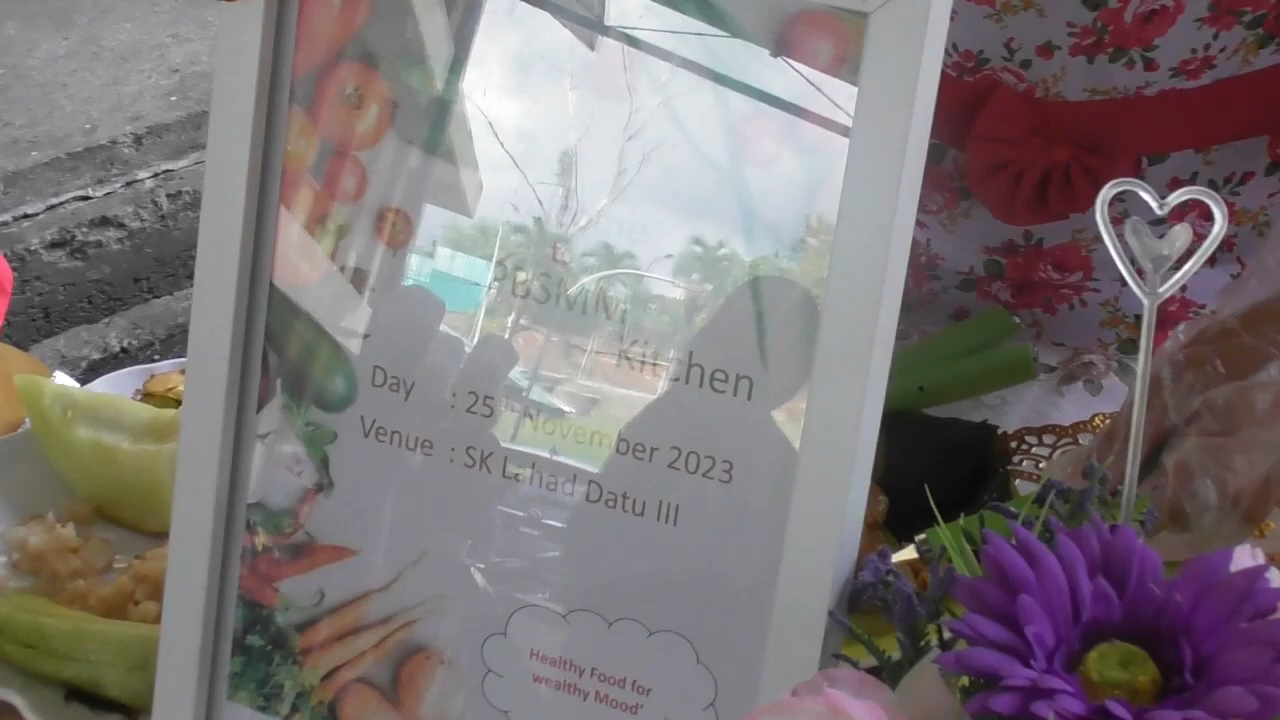 PBSMM
Kitchen
Day : 25th November 2023
Venue : SK Lahad Datu III
Healthy Food for
wealthy Mood'